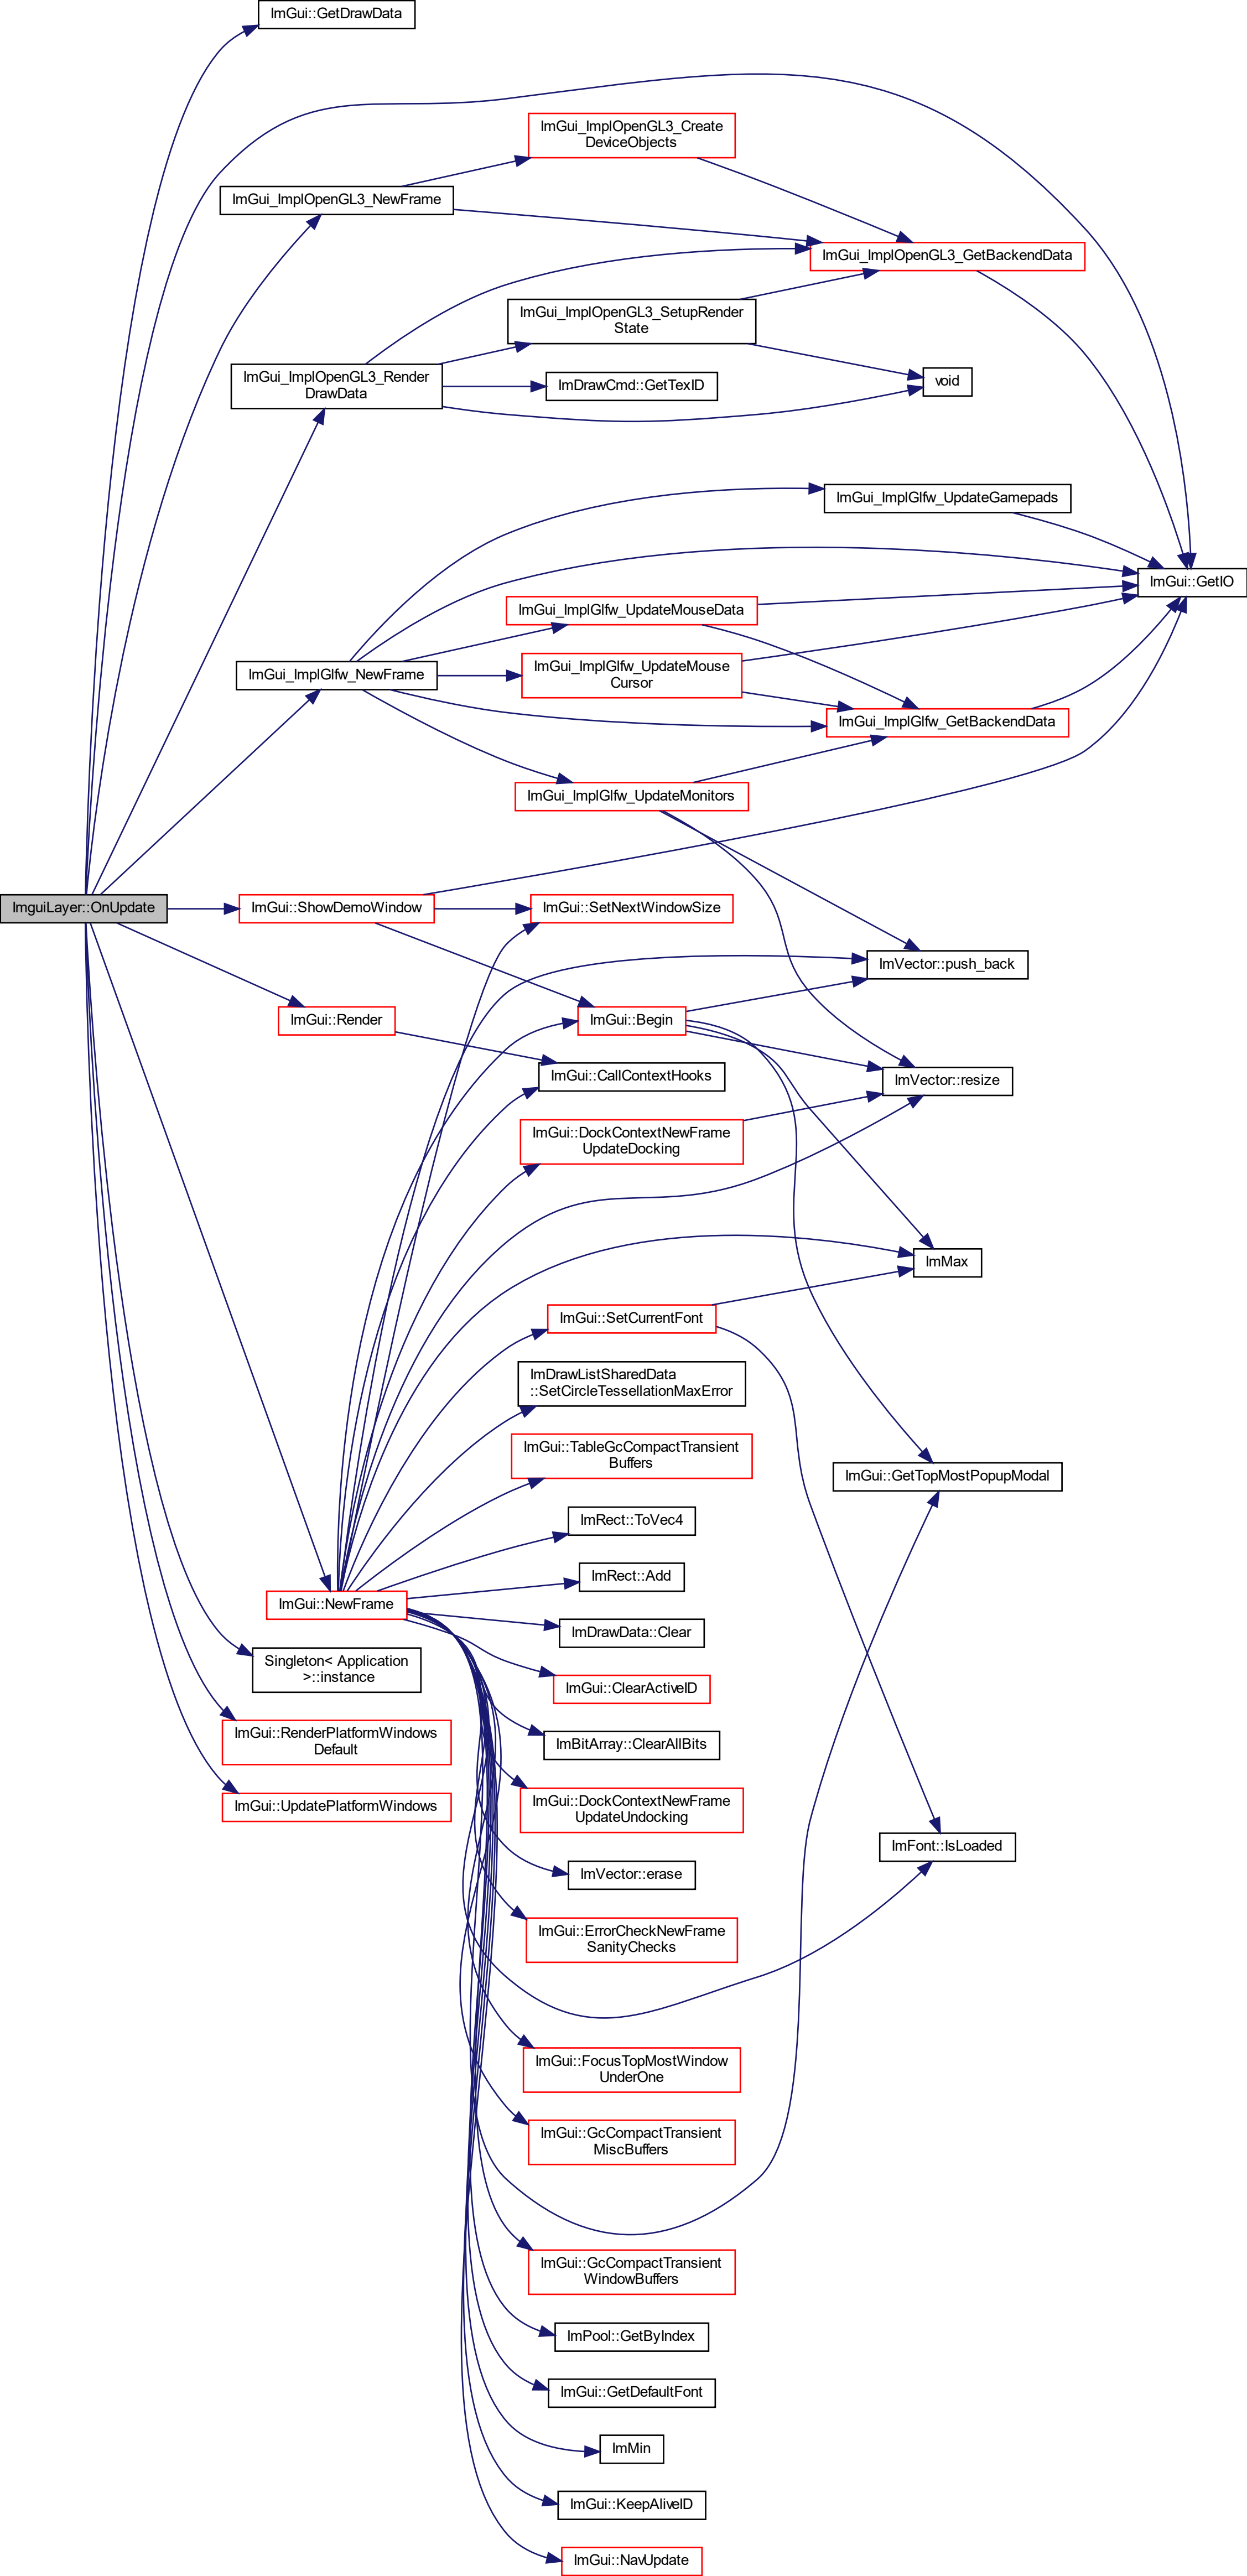 ImGui::GetDrawData
ImGui_ImplOpenGL3_Create
DeviceObjects
ImGui_ImplOpenGL3_NewFrame
ImGui_ImplOpenGL3_GetBackendData
ImGui_ImplOpenGL3_SetupRender
State
ImGui_ImplOpenGL3_Render
DrawData
ImDrawCmd::GetTexID
void
ImGui_ImplGlfw_UpdateGamepads
ImGui::GetIO
ImGui_ImplGlfw_UpdateMouseData
ImGui_ImplGlfw_NewFrame
ImGui_ImplGlfw_UpdateMouse
Cursor
ImGui_ImplGlfw_GetBackendData
ImGui_ImplGlfw_UpdateMonitors
ImguiLayer::OnUpdate
ImGui::ShowDemoWindow
ImGui::SetNextWindowSize
ImVector::push_back
ImGui::Render
ImGui::Begin
ImGui::CallContextHooks
ImVector::resize
ImGui::DockContextNewFrame
UpdateDocking
ImMax
ImGui::SetCurrentFont
ImDrawListSharedData
::SetCircleTessellationMaxError
ImGui::TableGcCompactTransient
Buffers
ImGui::GetTopMostPopupModal
ImRect::ToVec4
ImRect::Add
ImGui::NewFrame
ImDrawData::Clear
Singleton< Application
>::instance
ImGui::ClearActiveID
ImGui::RenderPlatformWindows
Default
ImBitArray::ClearAllBits
ImGui::UpdatePlatformWindows
ImGui::DockContextNewFrame
UpdateUndocking
ImFont::IsLoaded
ImVector::erase
ImGui::ErrorCheckNewFrame
SanityChecks
ImGui::FocusTopMostWindow
UnderOne
ImGui::GcCompactTransient
MiscBuffers
ImGui::GcCompactTransient
WindowBuffers
ImPool::GetByIndex
ImGui::GetDefaultFont
ImMin
ImGui::KeepAliveID
ImGui::NavUpdate